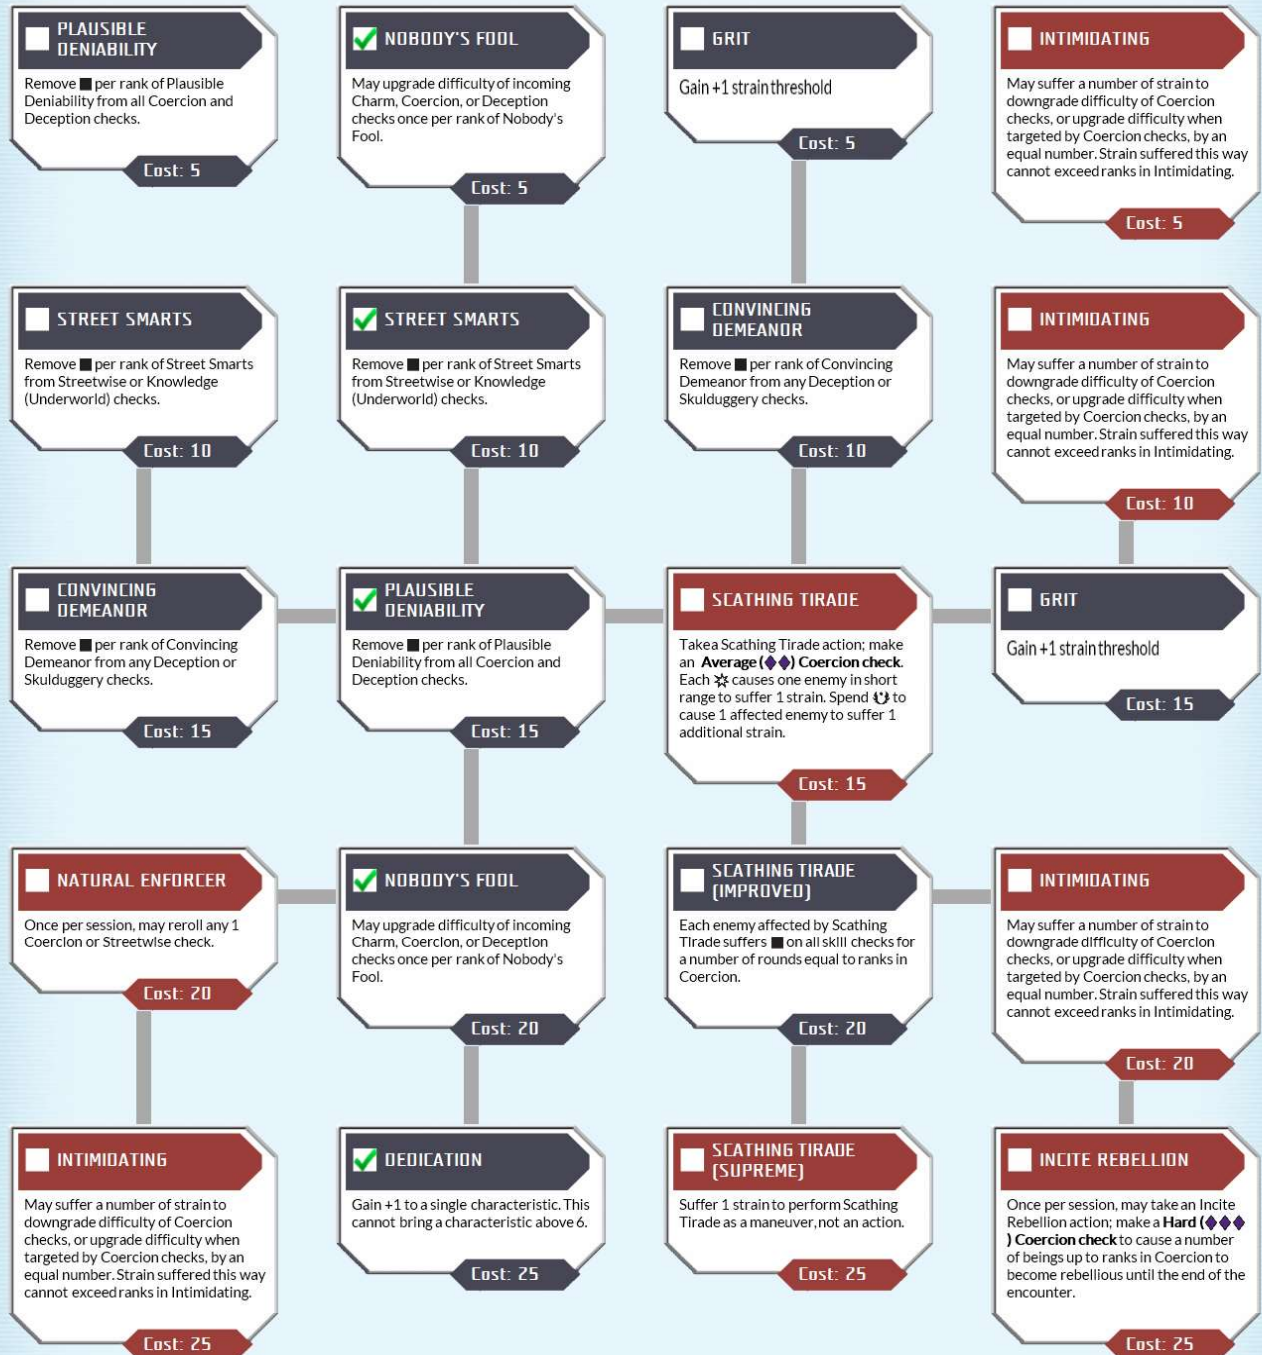 PLAUSIBLE
DENIABILITY
Remove ■ per rank of Plausible
Deniability from all Coercion and
Deception checks.
Cost: 5
NOBODY'S FOOL
May upgrade difficulty of incoming
Charm, Coercion, or Deception
checks once per rank of Nobody's
Fool.
Cost: 5
GRIT
Gain +1 strain threshold
Cost: 5
INTIMIDATING
May suffer a number of strain to
downgrade difficulty of Coercion
checks, or upgrade difficulty when
targeted by Coercion checks, by an
equal number. Strain suffered this way
cannot exceed ranks in Intimidating.
Cost: 5
STREET SMARTS
Remove ■ per rank of Street Smarts
from Streetwise or Knowledge
(Underworld) checks.
Cost: 10
STREET SMARTS
Remove ■ per rank of Street Smarts
from Streetwise or Knowledge
(Underworld) checks.
Cost: 10
CONVINCING
DEMEANOR
Remove ■ per rank of Convincing
Demeanor from any Deception or
Skulduggery checks.
Cost: 10
INTIMIDATING
May suffer a number of strain to
downgrade difficulty of Coercion
checks, or upgrade difficulty when
targeted by Coercion checks, by an
equal number. Strain suffered this way
cannot exceed ranks in Intimidating.
Cost: 10
CONVINCING
DEMEANOR
Remove ■ per rank of Convincing
Demeanor from any Deception or
Skulduggery checks.
Cost: 15
PLAUSIBLE
DENIABILITY
Remove ■ per rank of Plausible
Deniability from all Coercion and
Deception checks.
Cost: 15
SCATHING TIRADE
Takea Scathing Tirade action; make
an Average (◆◆) Coercion check.
Each causes one enemy in short
range to suffer 1 strain. Spend to
cause 1 affected enemy to suffer 1
additional strain.
Cost: 15
GRIT
Gain +1 strain threshold
Cost: 15
NATURAL ENFORCER
Once per session, may reroll any 1
Coercion or Streetwise check.
Cost: 20
NOBODY'S FOOL
May upgrade difficulty of incoming
Charm, Coercion, or Deception
checks once per rank of Nobody's
Fool.
Cost: 20
SCATHING TIRADE
(IMPROVED)
Each enemy affected by Scathing
Tirade suffers ■ on all skill checks for
a number of rounds equal to ranks in
Coercion.
Cost: 20
INTIMIDATING
May suffer a number of strain to
downgrade difficulty of Coercion
checks, or upgrade difficulty when
targeted by Coercion checks, by an
equal number. Strain suffered this way
cannot exceed ranks in Intimidating.
Cost: 20
INTIMIDATING
May suffer a number of strain to
downgrade difficulty of Coercion
checks, or upgrade difficulty when
targeted by Coercion checks, by an
equal number. Strain suffered this way
cannot exceed ranks in Intimidating.
Cost: 25
DEDICATION
Gain +1 to a single characteristic. This
cannot bring a characteristic above 6.
Cost: 25
SCATHING TIRADE
(SUPREME)
Suffer 1 strain to perform Scathing
Tirade as a maneuver, not an action.
Cost: 25
INCITE REBELLION
Once per session, may take an Incite
Rebellion action; make a Hard (◆◆◆
) Coercion check to cause a number
of beings up to ranks in Coercion to
become rebellious until the end of the
encounter.
Cost: 25